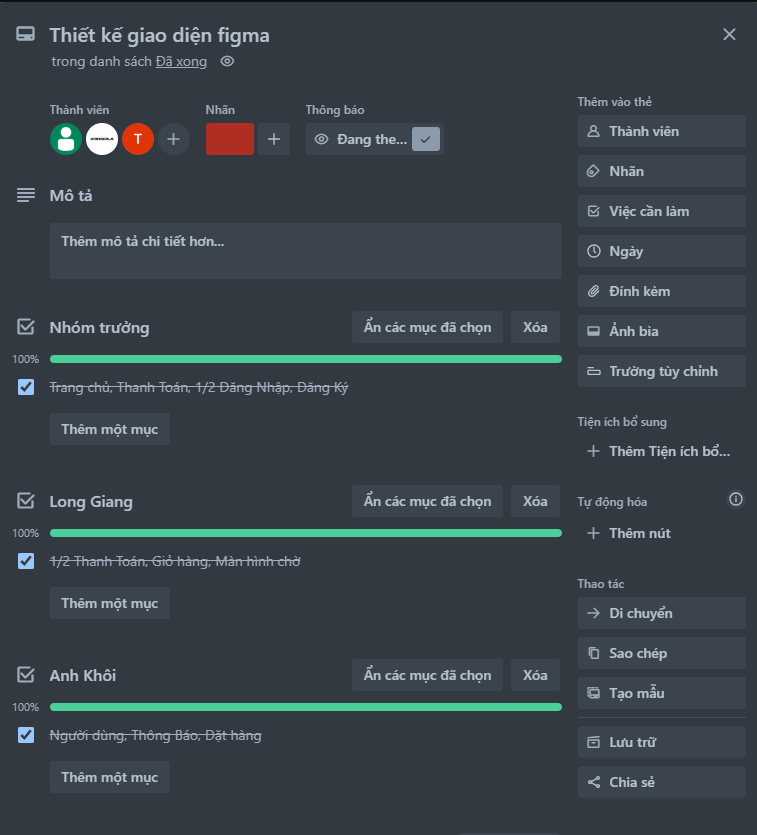 Thiết kế giao diện figma
trong danh sách Đã xong
Thành viên
Nhãn
Thông báo
T
Đang the...
Mô tả
Thêm mô tả chi tiết hơn...
Nhóm trưởng
Ẩn các mục đã chọn
Xóa
100%
Trang chủ, Thanh Toán, 1/2 Đăng Nhập, Đăng Ký
Thêm một mục
Long Giang
Ẩn các mục đã chọn
Xóa
100%
1/2 Thanh Toán, Giỏ hàng, Màn hình chờ
Thêm một mục
Anh Khôi
Ẩn các mục đã chọn
Xóa
100%
Người dùng, Thông Báo, Đặt hàng
Thêm một mục
Thêm vào thẻ
Thành viên
Nhãn
Việc cần làm
Ngày
Đính kèm
Ảnh bìa
Trường tùy chỉnh
Tiện ích bổ sung
Thêm Tiện ích bổ...
Tự động hóa
Thêm nút
Thao tác
Di chuyển
Sao chép
Tạo mẫu
Lưu trữ
Chia sẻ